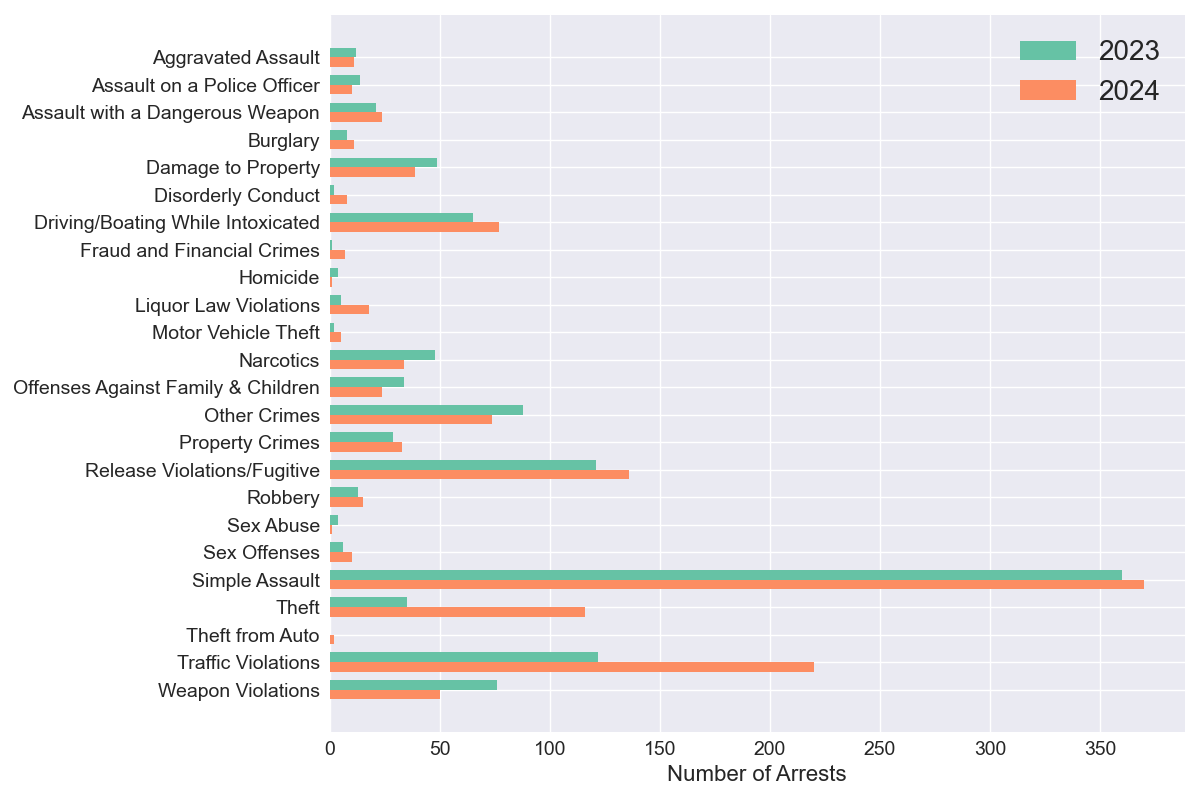 2023
2024
Aggravated Assault
Assault on a Police Officer
Assault with a Dangerous Weapon
Burglary
Damage to Property
Disorderly Conduct
Driving/Boating While Intoxicated
Fraud and Financial Crimes
Homicide
Liquor Law Violations
Motor Vehicle Theft
Narcotics
Offenses Against Family & Children
Other Crimes
Property Crimes
Release Violations/Fugitive
Robbery
Sex Abuse
Sex Offenses
Simple Assault
Theft
Theft from Auto
Traffic Violations
Weapon Violations
0 50 100 150 200 250 300 350
Number of Arrests